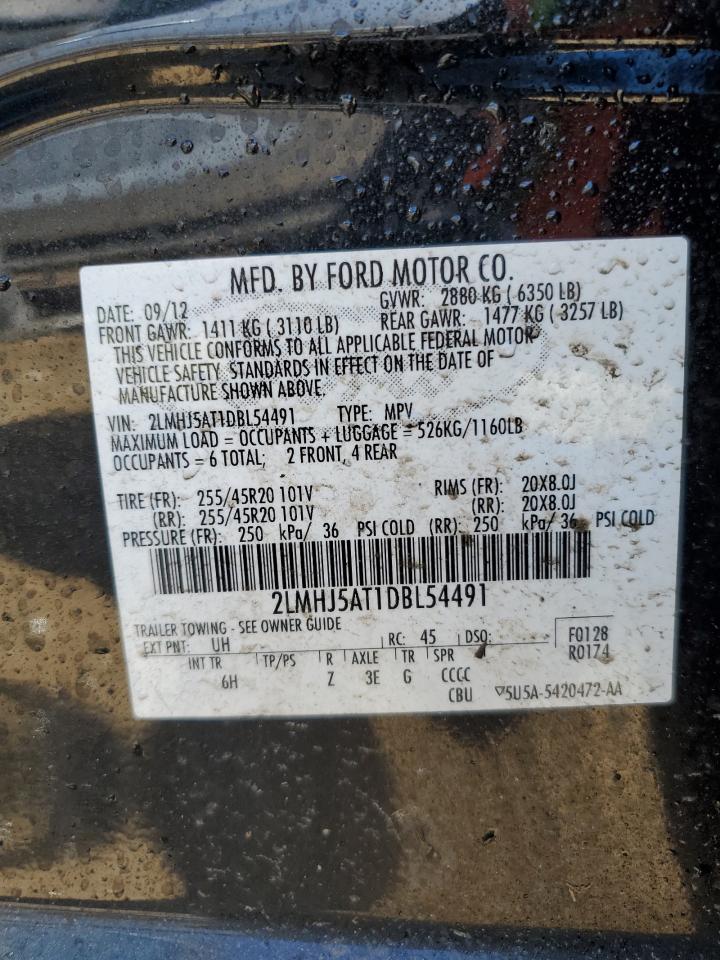 MFD. BY FORD MOTOR CO.
DATE: 09/12 GVWR: 2880 KG ( 6350 LB)
FRONT GAWR: 1411 KG ( 3110 LB) REAR GAWR: 1477 KG ( 3257 LB)
THIS VEHICLE CONFORMS TO ALL APPLICABLE FEDERAL MOTOR
VEHICLE SAFETY STANDARDS IN EFFECT ON THE DATE OF
MANUFACTURE SHOWN ABOVE.
VIN: 2LMHJ5AT1DBL54491 TYPE: MPV
MAXIMUM LOAD = OCCUPANTS + LUGGAGE = 526KG/1160LB
OCCUPANTS = 6 TOTAL; 2 FRONT, 4 REAR
TIRE (FR): 255/45R20 101V RIMS (FR): 20X8.0J
(RR): 255/45R20 101V (RR): 20X8.0J
PRESSURE (FR): 250 kPa/ 36 PSI COLD (RR): 250 kPa/ 36 PSI COLD
2LMHJ5AT1DBL54491
TRAILER TOWING - SEE OWNER GUIDE
EXT PNT: UH RC: 45 DSO: F0128
INT TR TP/PS R AXLE TR SPR R0174
6H Z 3E G CCCC
CBU ▽5U5A-5420472-AA